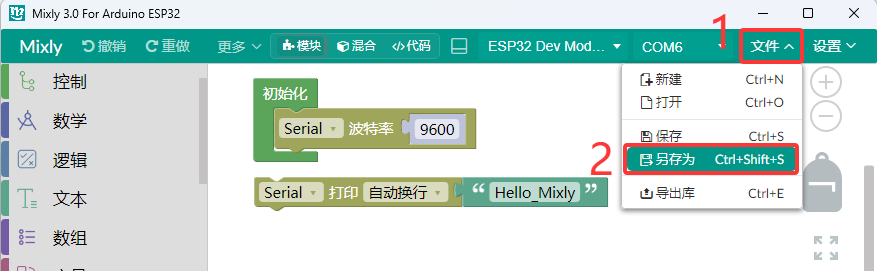 Mixly 3.0 For Arduino ESP32
1
Mixly 撤销 重做 更多 模块 混合 </>代码 ESP32 Dev Mod... COM6 文件 设置
控制
数学
逻辑
文本
数组
初始化
Serial 波特率 9600
Serial 打印 自动换行 “ Hello_Mixly ”
新建 Ctrl+N
打开 Ctrl+O
保存 Ctrl+S
2 另存为 Ctrl+Shift+S
导出库 Ctrl+E